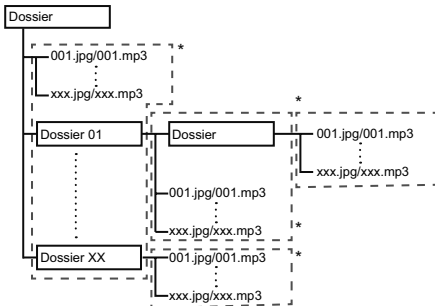 Dossier
*
001.jpg/001.mp3
xxx.jpg/xxx.mp3
*
*
Dossier 01
Dossier
001.jpg/001.mp3
xxx.jpg/xxx.mp3
001.jpg/001.mp3
xxx.jpg/xxx.mp3
*
Dossier XX
001.jpg/001.mp3
*
xxx.jpg/xxx.mp3